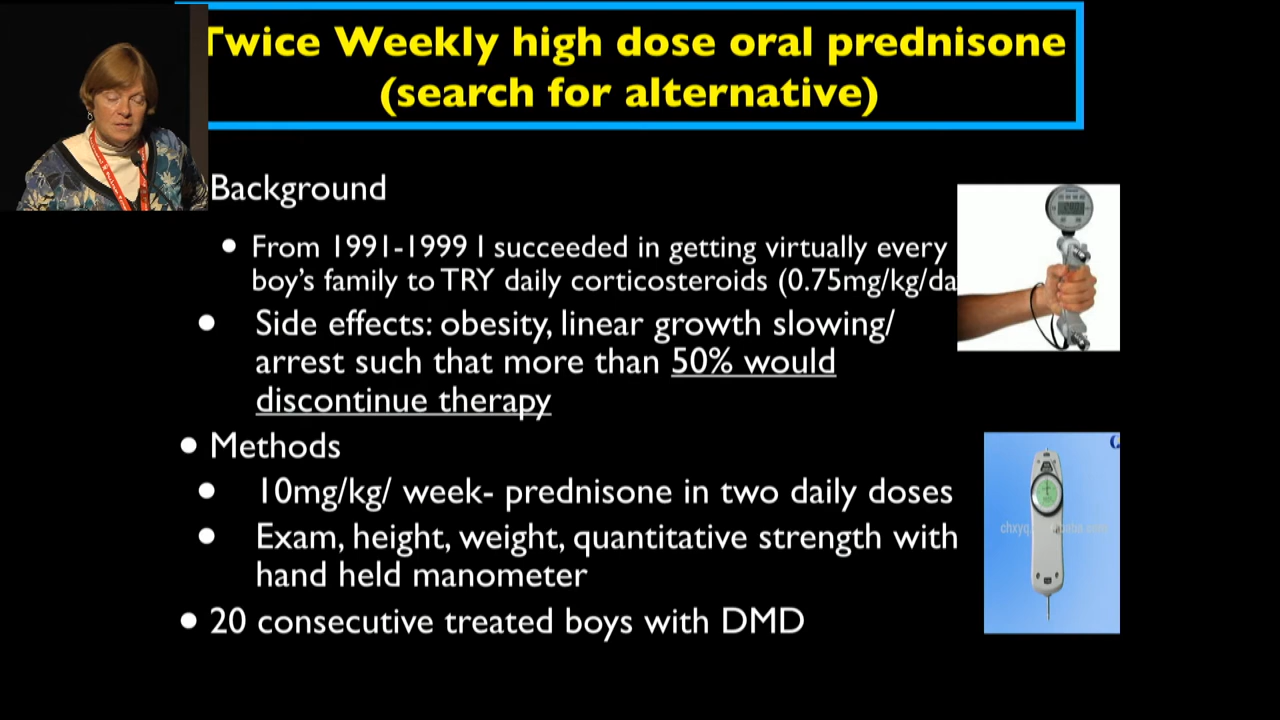 Twice Weekly high dose oral prednisone
(search for alternative)
Background
• From 1991-1999 I succeeded in getting virtually every
boy's family to TRY daily corticosteroids (0.75mg/kg/da
• Side effects: obesity, linear growth slowing/
arrest such that more than 50% would
discontinue therapy
• Methods
• 10mg/kg/ week- prednisone in two daily doses
• Exam, height, weight, quantitative strength with
hand held manometer
• 20 consecutive treated boys with DMD